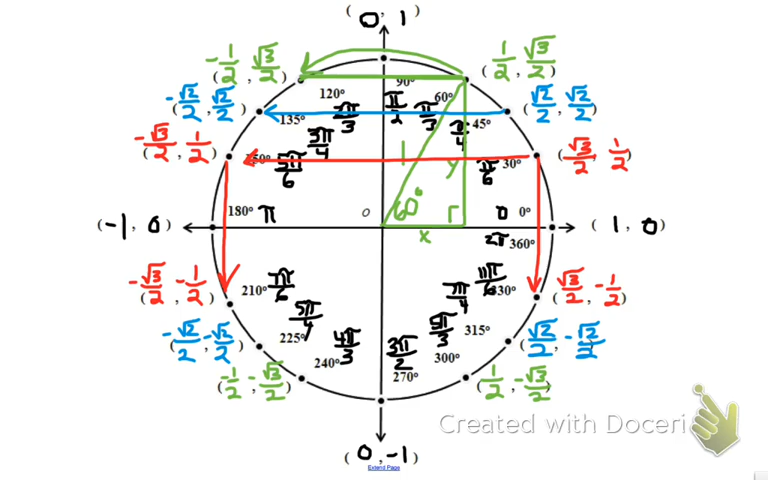 (0, 1)
(-1/2, √3/2)
(1/2, √3/2)
90°
120°
60°
π/2
2π/3
π/3
(-√2/2, √2/2)
(√2/2, √2/2)
135°
45°
3π/4
π/4
(-√3/2, 1/2)
(√3/2, 1/2)
1
y
5π/6
π/6
30°
60°
180° π
0
0 0°
(-1, 0)
(1, 0)
x
2π 360°
(-√3/2, -1/2)
(√3/2, -1/2)
210° 7π/6
11π/6 330°
5π/4
7π/4
225°
315°
(-√2/2, -√2/2)
(√2/2, -√2/2)
4π/3
5π/3
240°
300°
3π/2
270°
(-1/2, -√3/2)
(1/2, -√3/2)
Created with Doceri
(0, -1)
Extend Page